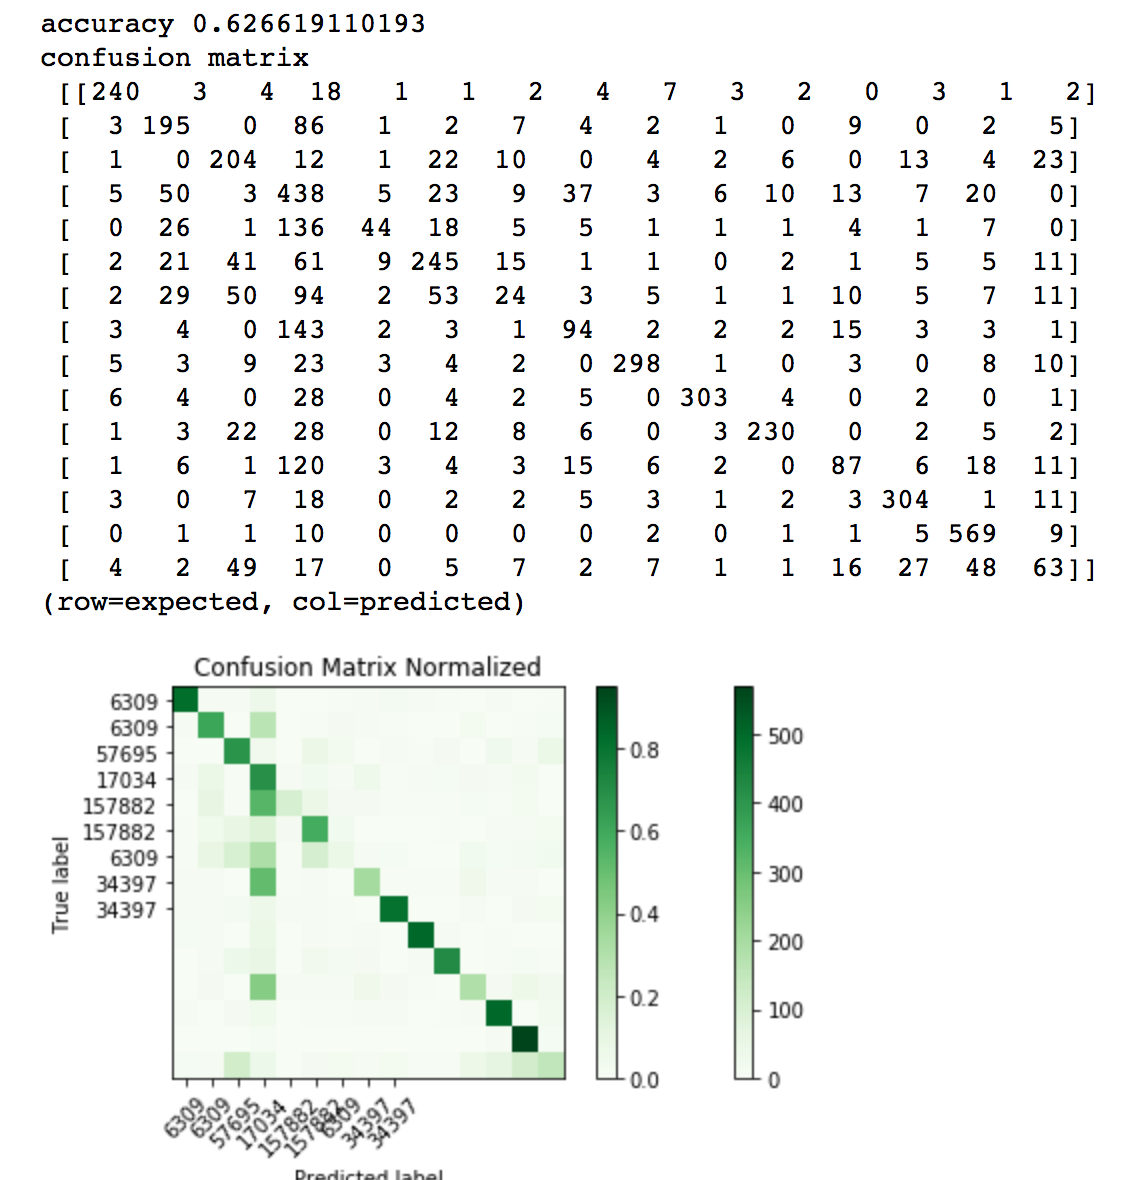 accuracy 0.626619110193
confusion matrix
[[240 3 4 18 1 1 2 4 7 3 2 0 3 1 2]
[ 3 195 0 86 1 2 7 4 2 1 0 9 0 2 5]
[ 1 0 204 12 1 22 10 0 4 2 6 0 13 4 23]
[ 5 50 3 438 5 23 9 37 3 6 10 13 7 20 0]
[ 0 26 1 136 44 18 5 5 1 1 1 4 1 7 0]
[ 2 21 41 61 9 245 15 1 1 0 2 1 5 5 11]
[ 2 29 50 94 2 53 24 3 5 1 1 10 5 7 11]
[ 3 4 0 143 2 3 1 94 2 2 2 15 3 3 1]
[ 5 3 9 23 3 4 2 0 298 1 0 3 0 8 10]
[ 6 4 0 28 0 4 2 5 0 303 4 0 2 0 1]
[ 1 3 22 28 0 12 8 6 0 3 230 0 2 5 2]
[ 1 6 1 120 3 4 3 15 6 2 0 87 6 18 11]
[ 3 0 7 18 0 2 2 5 3 1 2 3 304 1 11]
[ 0 1 1 10 0 0 0 0 2 0 1 1 5 569 9]
[ 4 2 49 17 0 5 7 2 7 1 1 16 27 48 63]]
(row=expected, col=predicted)
Confusion Matrix Normalized
True label
6309
6309
57695
17034
157882
157882
6309
34397
34397
6309
6309
57695
17034
157882
157882
6309
34397
34397
Predicted label
0.8
0.6
0.4
0.2
0.0
500
400
300
200
100
0